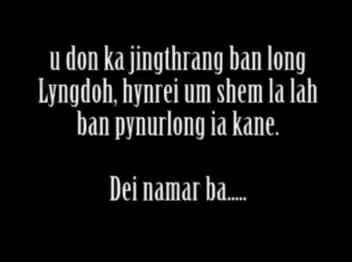 u don ka jingthrang ban long
Lyngdoh, hynrei um shem la lah
ban pynurlong ia kane.
Dei namar ba.....